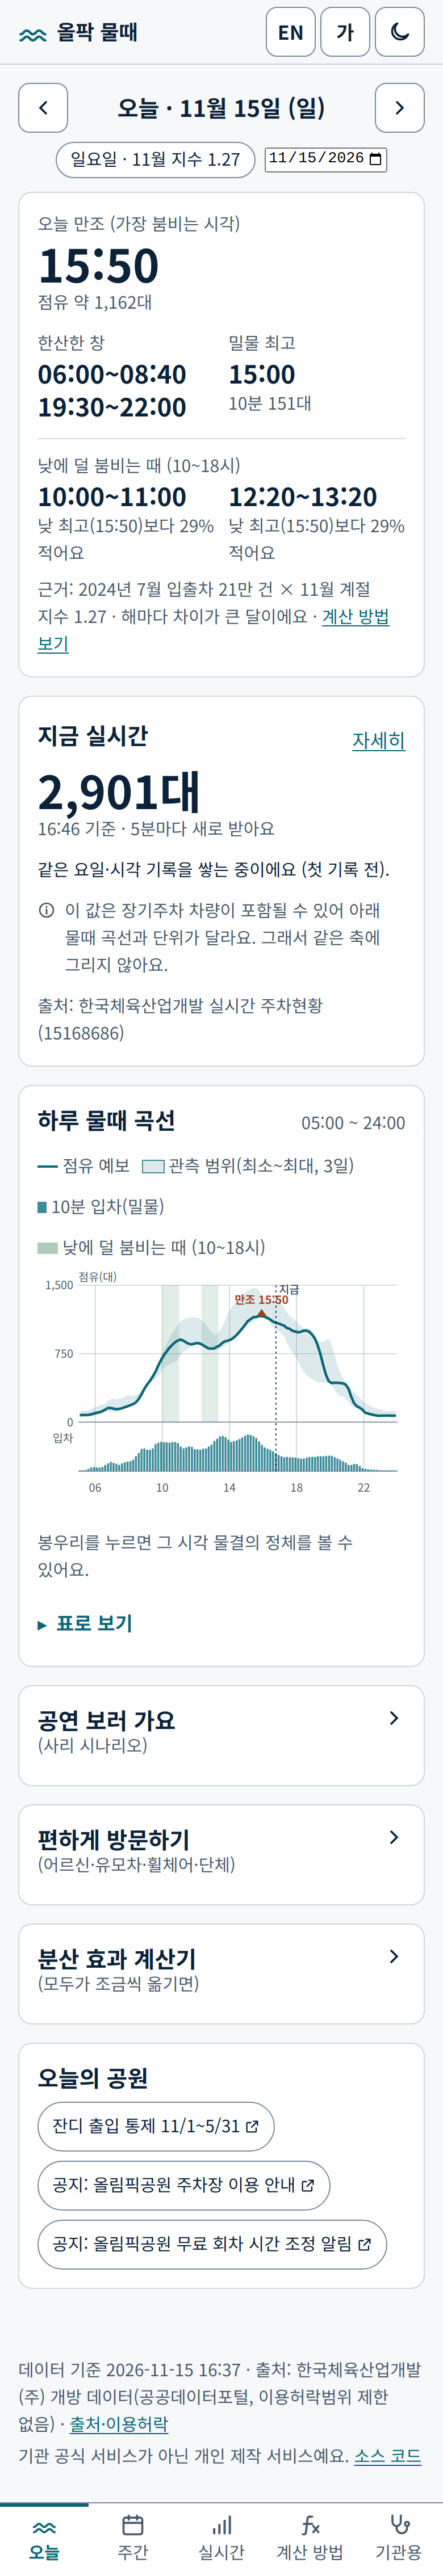 올팍 물때
EN
가
오늘 · 11월 15일 (일)
일요일 · 11월 지수 1.27
11/15/2026
오늘 만조 (가장 붐비는 시각)
15:50
점유 약 1,162대
한산한 창
06:00~08:40
19:30~22:00
밀물 최고
15:00
10분 151대
낮에 덜 붐비는 때 (10~18시)
10:00~11:00
낮 최고(15:50)보다 29%
적어요
12:20~13:20
낮 최고(15:50)보다 29%
적어요
근거: 2024년 7월 입출차 21만 건 × 11월 계절
지수 1.27 · 해마다 차이가 큰 달이에요 · 계산 방법
보기
지금 실시간
자세히
2,901대
16:46 기준 · 5분마다 새로 받아요
같은 요일·시각 기록을 쌓는 중이에요 (첫 기록 전).
이 값은 장기주차 차량이 포함될 수 있어 아래
물때 곡선과 단위가 달라요. 그래서 같은 축에
그리지 않아요.
출처: 한국체육산업개발 실시간 주차현황
(15168686)
하루 물때 곡선
05:00 ~ 24:00
점유 예보
관측 범위(최소~최대, 3일)
10분 입차(밀물)
낮에 덜 붐비는 때 (10~18시)
점유(대)
1,500
지금
만조 15:50
750
0
입차
06 10 14 18 22
봉우리를 누르면 그 시각 물결의 정체를 볼 수
있어요.
▸ 표로 보기
공연 보러 가요
(사리 시나리오)
편하게 방문하기
(어르신·유모차·휠체어·단체)
분산 효과 계산기
(모두가 조금씩 옮기면)
오늘의 공원
잔디 출입 통제 11/1~5/31
공지: 올림픽공원 주차장 이용 안내
공지: 올림픽공원 무료 회차 시간 조정 알림
데이터 기준 2026-11-15 16:37 · 출처: 한국체육산업개발
(주) 개방 데이터(공공데이터포털, 이용허락범위 제한
없음) · 출처·이용허락
기관 공식 서비스가 아닌 개인 제작 서비스예요. 소스 코드
오늘
주간
실시간
계산 방법
기관용